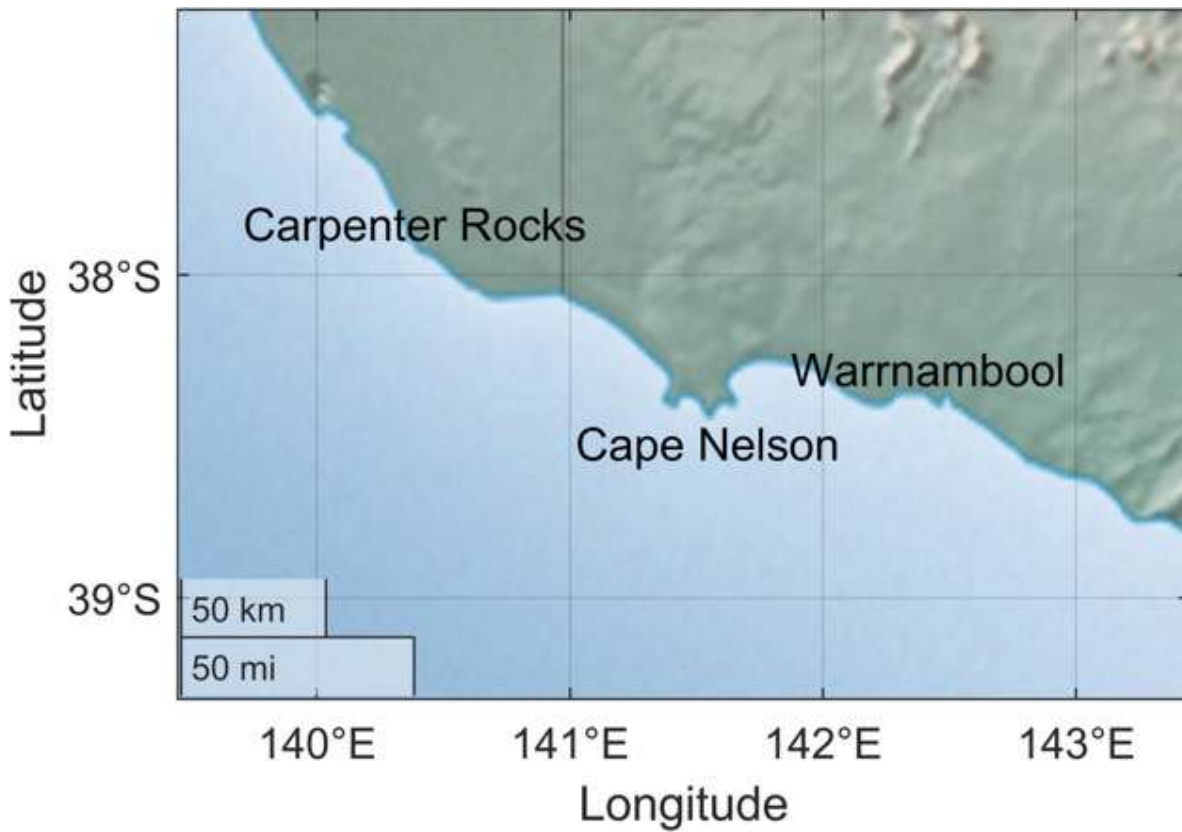 Carpenter Rocks
38°S
Latitude
Warrnambool
Cape Nelson
39°S
50 km
50 mi
140°E
141°E
142°E
143°E
Longitude